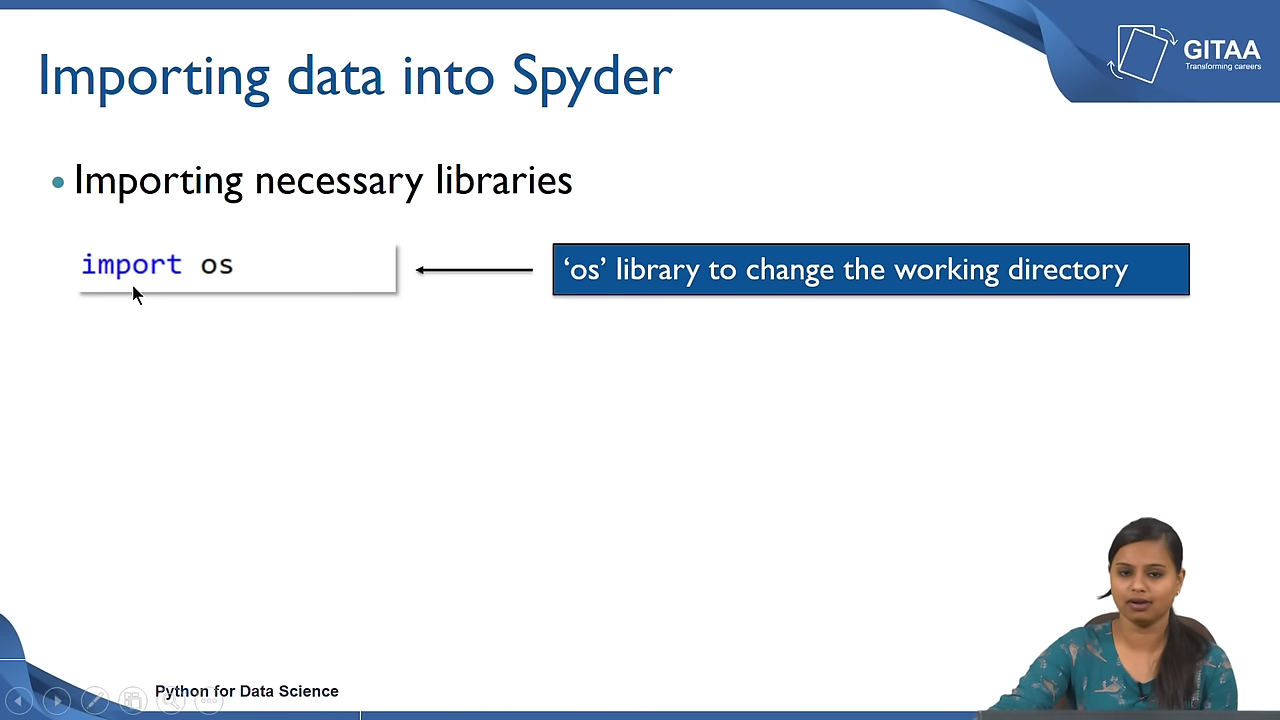 Importing data into Spyder
GITAA
Transforming careers
• Importing necessary libraries
import os
‘os’ library to change the working directory
Python for Data Science